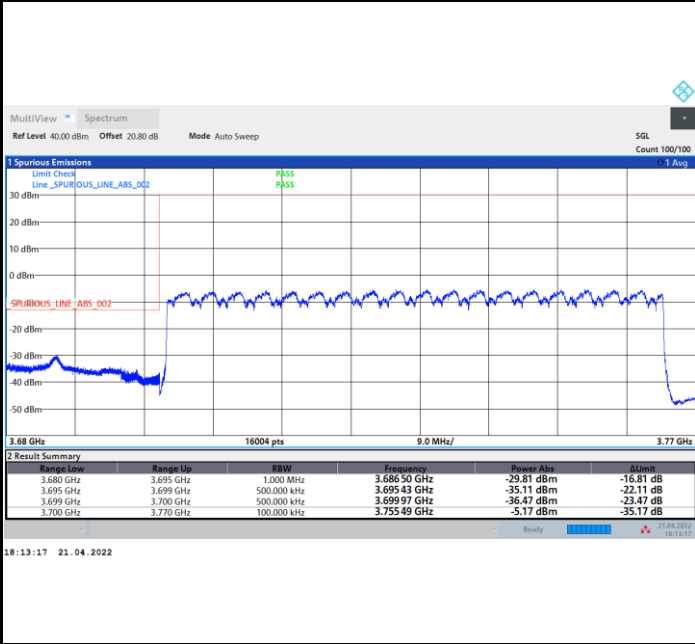 MultiView Spectrum
Ref Level 40.00 dBm Offset 20.80 dB Mode Auto Sweep SGL
Count 100/100
1 Spurious Emissions 1 Avg
Limit Check PASS
Line _SPURIOUS_LINE_ABS_002 PASS
30 dBm
20 dBm
10 dBm
0 dBm
_SPURIOUS_LINE_ABS_002
-20 dBm
-30 dBm
-40 dBm
-50 dBm
3.68 GHz 16004 pts 9.0 MHz/ 3.77 GHz
2 Result Summary
Range Low Range Up RBW Frequency Power Abs ΔLimit
3.680 GHz 3.695 GHz 1.000 MHz 3.686 50 GHz -29.81 dBm -16.81 dB
3.695 GHz 3.699 GHz 500.000 kHz 3.695 43 GHz -35.11 dBm -22.11 dB
3.699 GHz 3.700 GHz 500.000 kHz 3.699 97 GHz -36.47 dBm -23.47 dB
3.700 GHz 3.770 GHz 100.000 kHz 3.755 49 GHz -5.17 dBm -35.17 dB
Ready 21.04.2022
18:13:17
18:13:17 21.04.2022